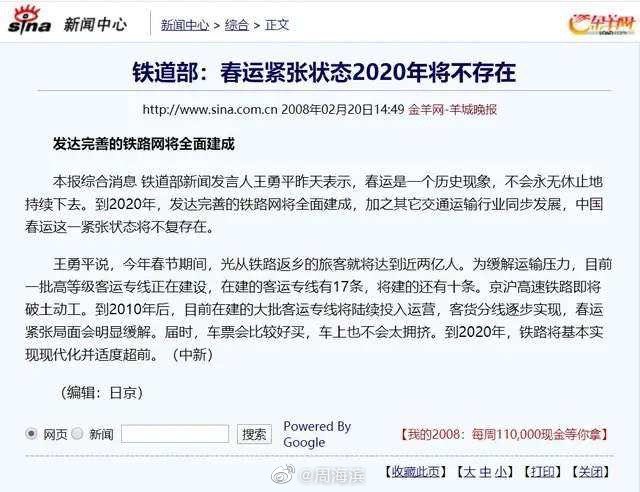 sina 新闻中心 新闻中心 > 综合 > 正文 金羊网
铁道部：春运紧张状态2020年将不存在
http://www.sina.com.cn 2008年02月20日14:49 金羊网-羊城晚报
发达完善的铁路网将全面建成
本报综合消息 铁道部新闻发言人王勇平昨天表示，春运是一个历史现象，不会永无休止地
持续下去。到2020年，发达完善的铁路网将全面建成，加之其它交通运输行业同步发展，中国
春运这一紧张状态将不复存在。
王勇平说，今年春节期间，光从铁路返乡的旅客就将达到近两亿人。为缓解运输压力，目前
一批高等级客运专线正在建设，在建的客运专线有17条，将建的还有十条。京沪高速铁路即将
破土动工。到2010年后，目前在建的大批客运专线将陆续投入运营，客货分线逐步实现，春运
紧张局面会明显缓解。届时，车票会比较好买，车上也不会太拥挤。到2020年，铁路将基本实
现现代化并适度超前。（中新）
（编辑：日京）
网页 新闻 搜索 Powered By
Google
【我的2008：每周110,000现金等你拿】
【收藏此页】【大 中 小】【打印】【关闭】
@周海滨